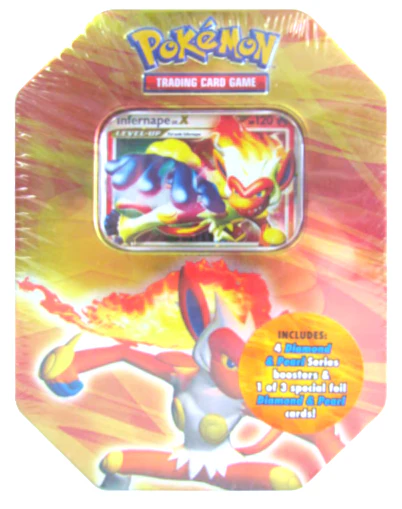 POKéMON
TRADING CARD GAME
infernape LV.X
HP120
LEVEL-UP
INCLUDES:
4 Diamond
& Pearl Series
boosters &
1 of 3 special foil
Diamond & Pearl
cards!